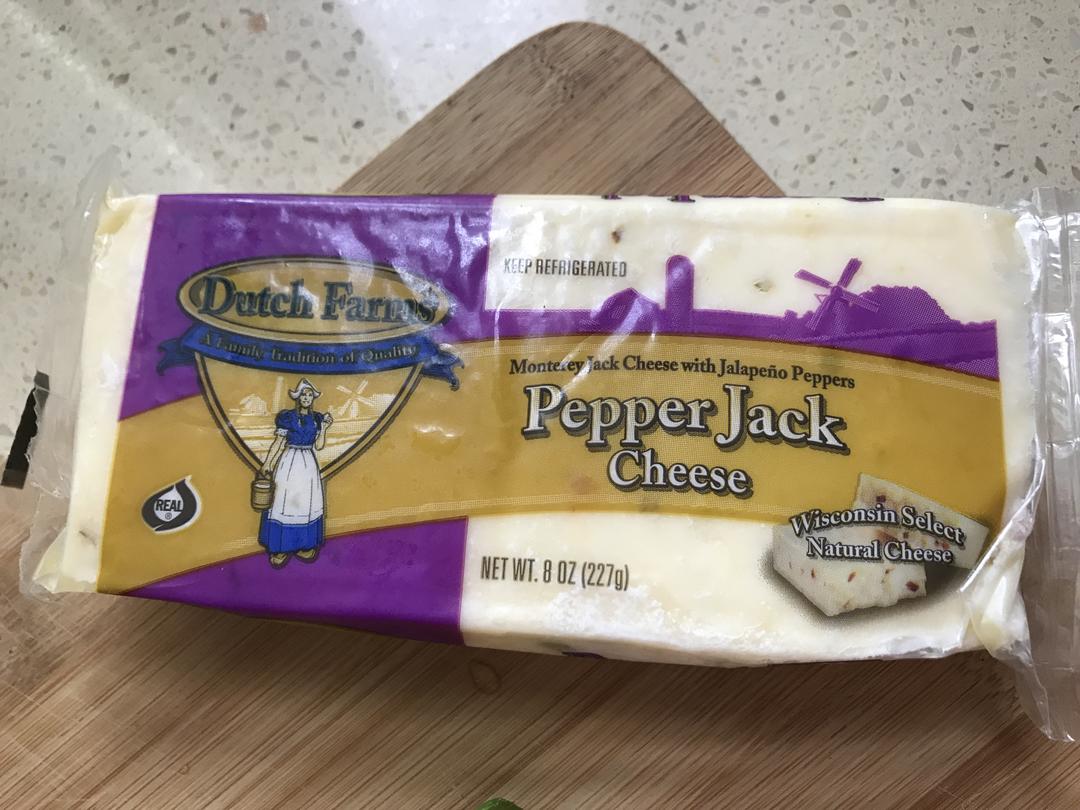 KEEP REFRIGERATED
Dutch Farms
A Family Tradition of Quality
Monterey Jack Cheese with Jalapeño Peppers
Pepper Jack
Cheese
REAL
®
Wisconsin Select
Natural Cheese
NET WT. 8 OZ (227g)